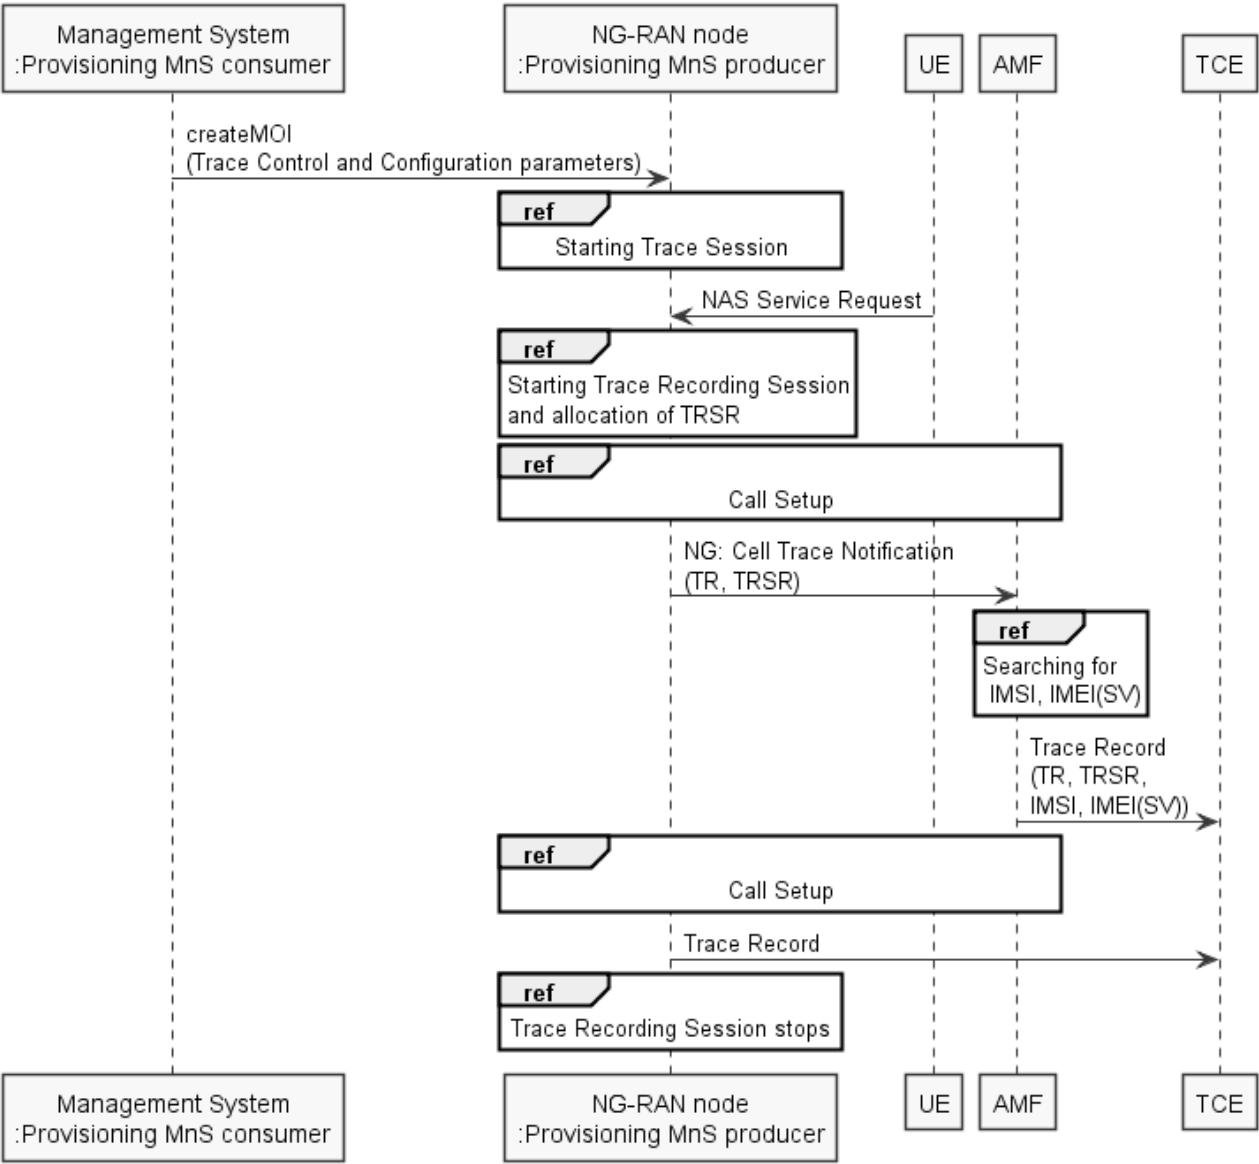 Management System
:Provisioning MnS consumer
NG-RAN node
:Provisioning MnS producer
UE
AMF
TCE
createMOI
(Trace Control and Configuration parameters)
ref
Starting Trace Session
NAS Service Request
ref
Starting Trace Recording Session
and allocation of TRSR
ref
Call Setup
NG: Cell Trace Notification
(TR, TRSR)
ref
Searching for
IMSI, IMEI(SV)
Trace Record
(TR, TRSR,
IMSI, IMEI(SV))
ref
Call Setup
Trace Record
ref
Trace Recording Session stops
Management System
:Provisioning MnS consumer
NG-RAN node
:Provisioning MnS producer
UE
AMF
TCE